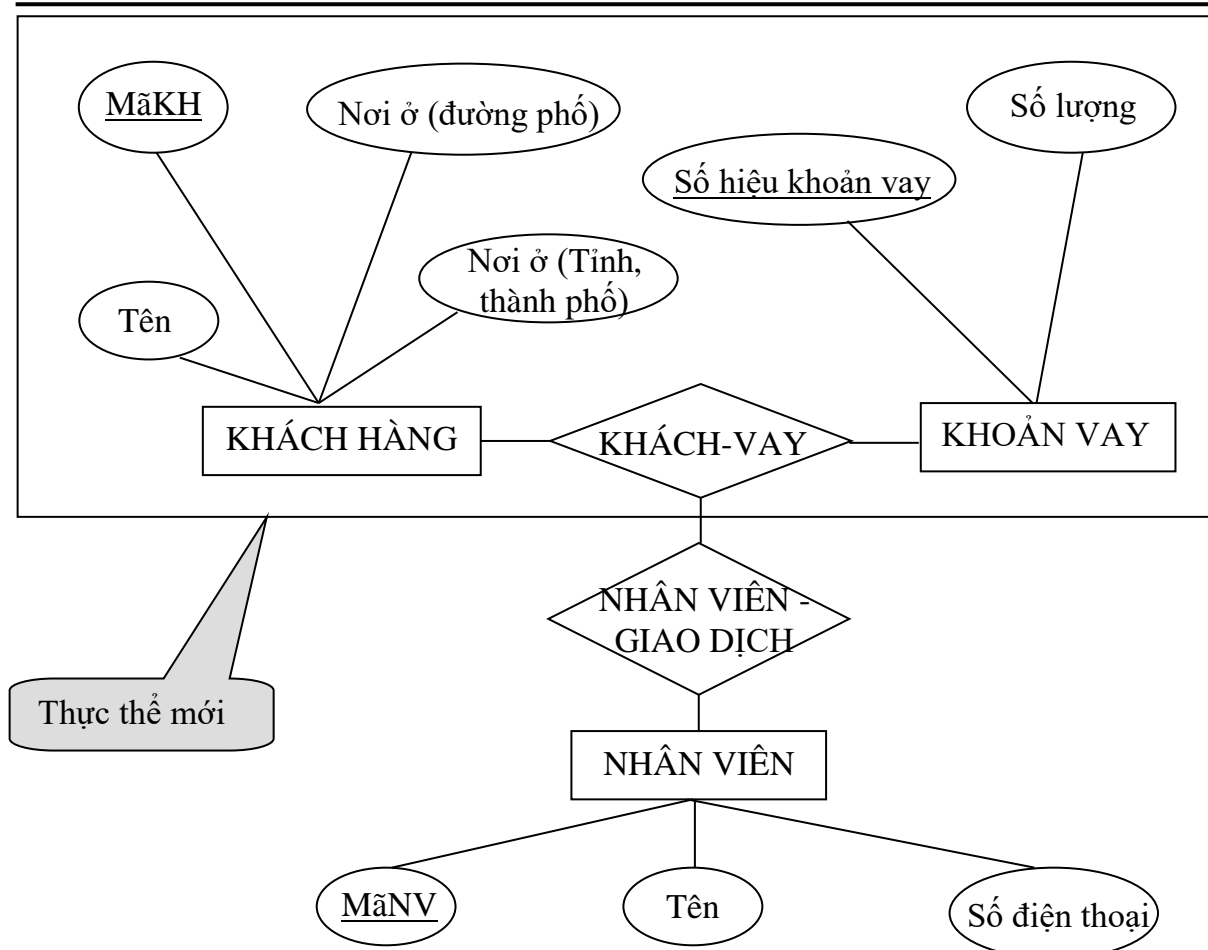 MãKH
Nơi ở (đường phố)
Số lượng
Số hiệu khoản vay
Nơi ở (Tỉnh,
thành phố)
Tên
KHÁCH HÀNG
KHÁCH-VAY
KHOẢN VAY
NHÂN VIÊN -
GIAO DỊCH
Thực thể mới
NHÂN VIÊN
MãNV
Tên
Số điện thoại